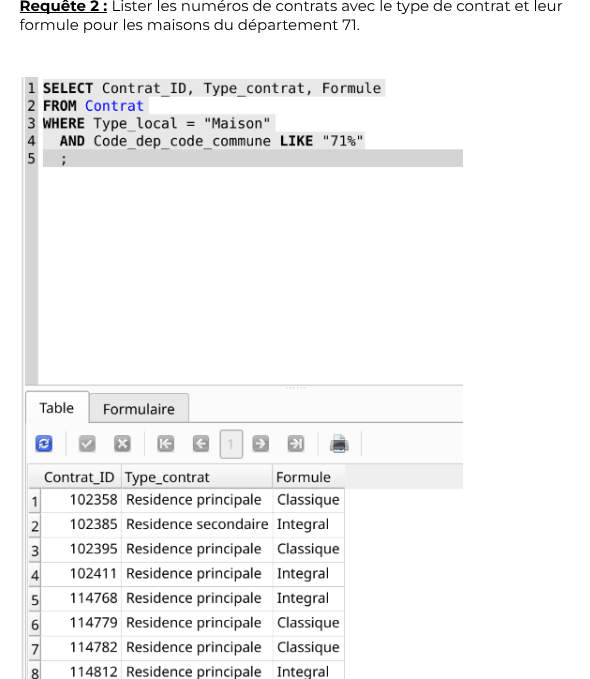 Requête 2 : Lister les numéros de contrats avec le type de contrat et leur
formule pour les maisons du département 71.
1 SELECT Contrat_ID, Type_contrat, Formule
2 FROM Contrat
3 WHERE Type_local = "Maison"
4 AND Code_dep_code_commune LIKE "71%"
5 ;
Table Formulaire
1
Contrat_ID Type_contrat Formule
1 102358 Residence principale Classique
2 102385 Residence secondaire Integral
3 102395 Residence principale Classique
4 102411 Residence principale Integral
5 114768 Residence principale Integral
6 114779 Residence principale Classique
7 114782 Residence principale Classique
8 114812 Residence principale Integral